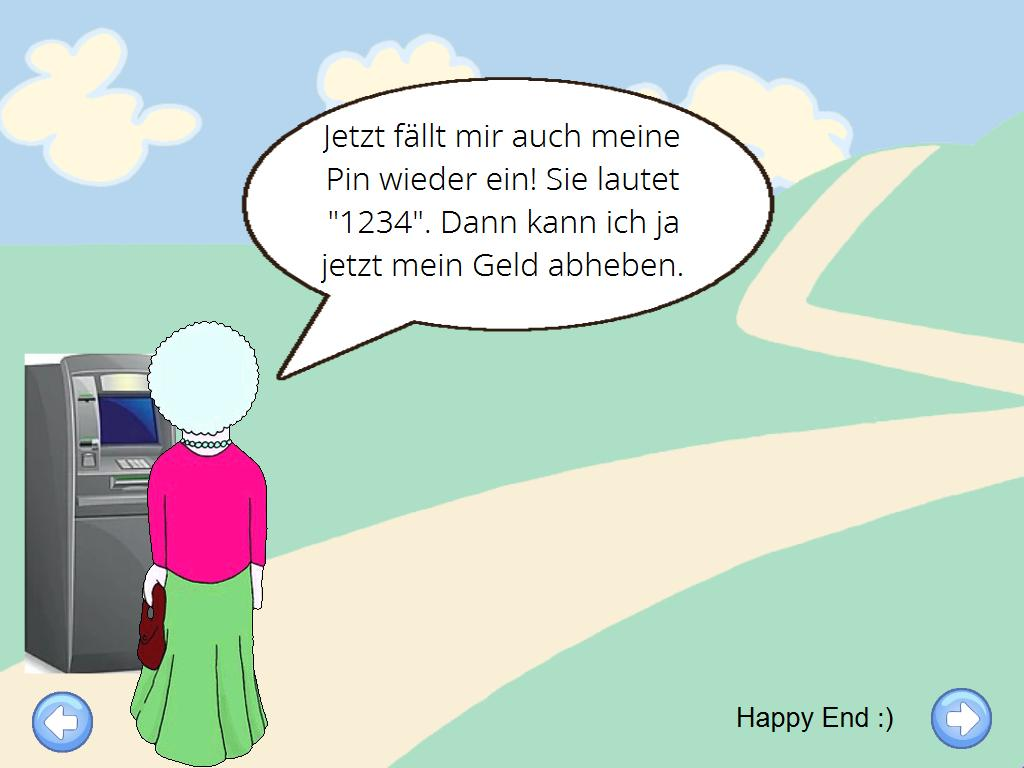 Jetzt fällt mir auch meine
Pin wieder ein! Sie lautet
"1234". Dann kann ich ja
jetzt mein Geld abheben.
Happy End :)